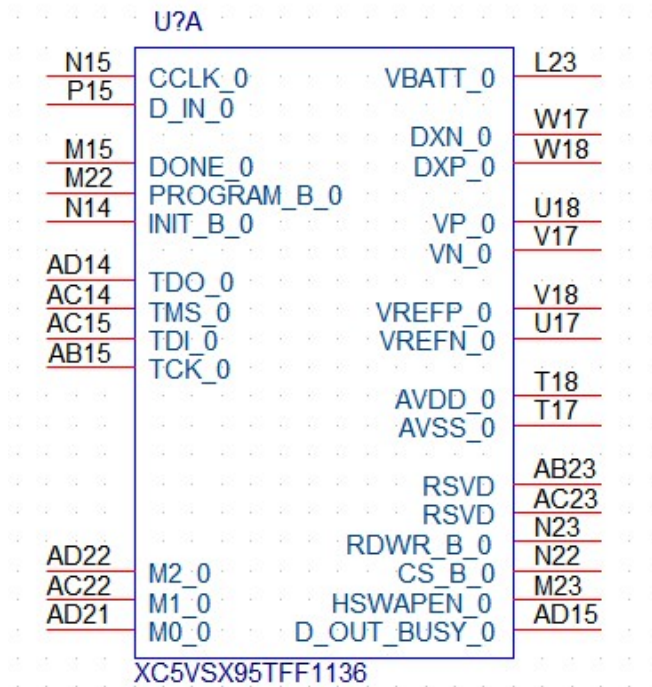 U?A
N15 CCLK_0 VBATT_0 L23
P15 D_IN_0
DXN_0 W17
M15 DONE_0 DXP_0 W18
M22 PROGRAM_B_0
N14 INIT_B_0 VP_0 U18
VN_0 V17
AD14 TDO_0
AC14 TMS_0 VREFP_0 V18
AC15 TDI_0 VREFN_0 U17
AB15 TCK_0
AVDD_0 T18
AVSS_0 T17
RSVD AB23
RSVD AC23
RDWR_B_0 N23
AD22 M2_0 CS_B_0 N22
AC22 M1_0 HSWAPEN_0 M23
AD21 M0_0 D_OUT_BUSY_0 AD15
XC5VSX95TFF1136